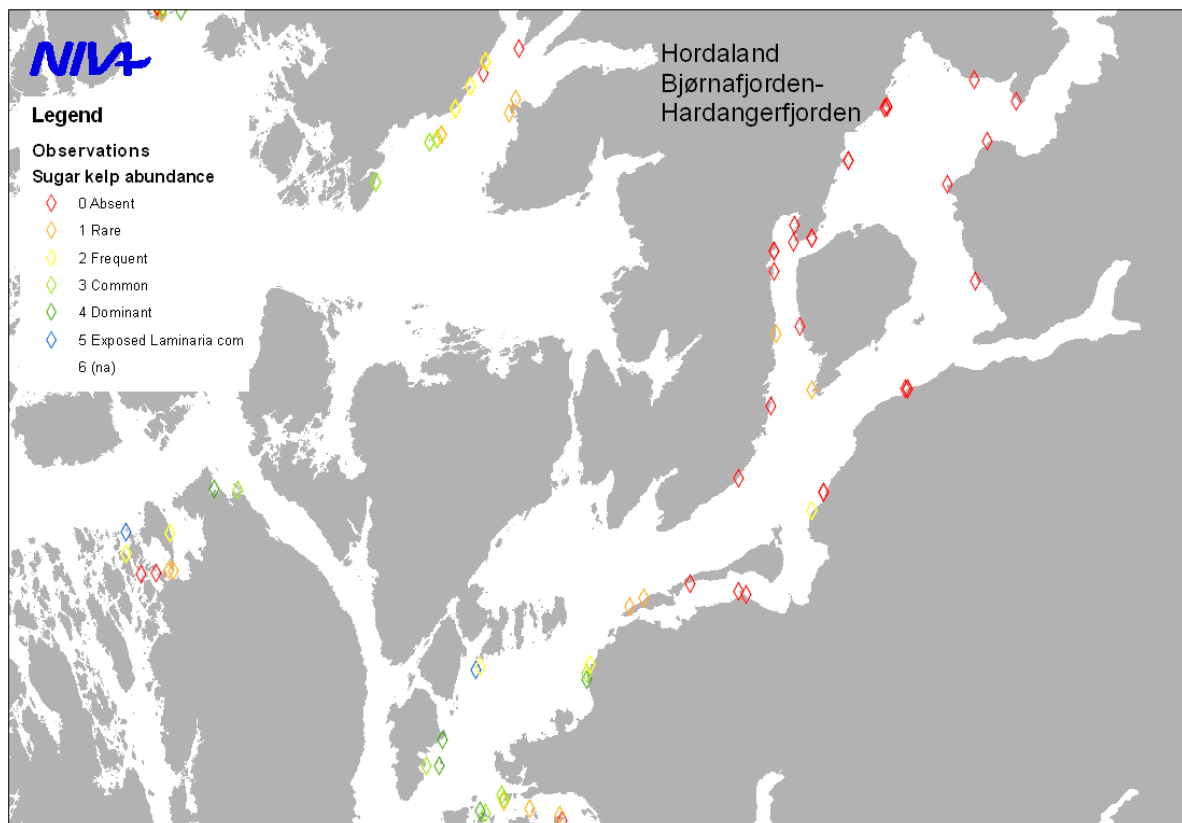 NIVA
Hordaland
Bjørnafjorden-
Hardangerfjorden
Legend
Observations
Sugar kelp abundance
0 Absent
1 Rare
2 Frequent
3 Common
4 Dominant
5 Exposed Laminaria com
6 (na)